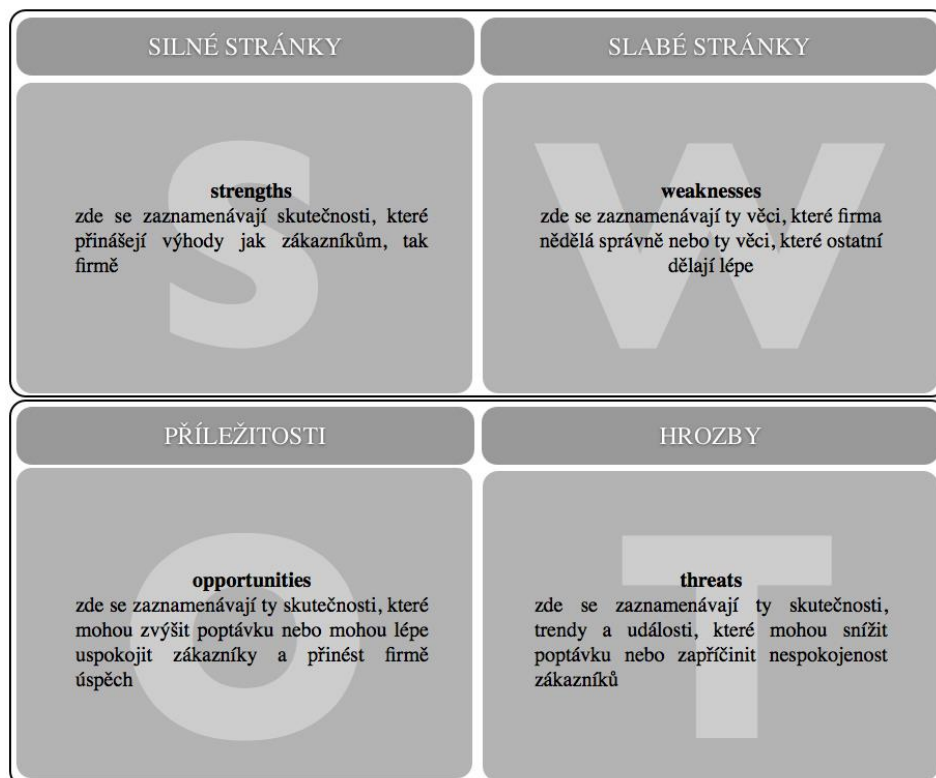 SILNÉ STRÁNKY
SLABÉ STRÁNKY
S
strengths
zde se zaznamenávají skutečnosti, které
přinášejí výhody jak zákazníkům, tak
firmě
W
weaknesses
zde se zaznamenávají ty věci, které firma
nědělá správně nebo ty věci, které ostatní
dělají lépe
PŘÍLEŽITOSTI
HROZBY
O
opportunities
zde se zaznamenávají ty skutečnosti, které
mohou zvýšit poptávku nebo mohou lépe
uspokojit zákazníky a přinést firmě
úspěch
T
threats
zde se zaznamenávají ty skutečnosti,
trendy a události, které mohou snížit
poptávku nebo zapříčinit nespokojenost
zákazníků